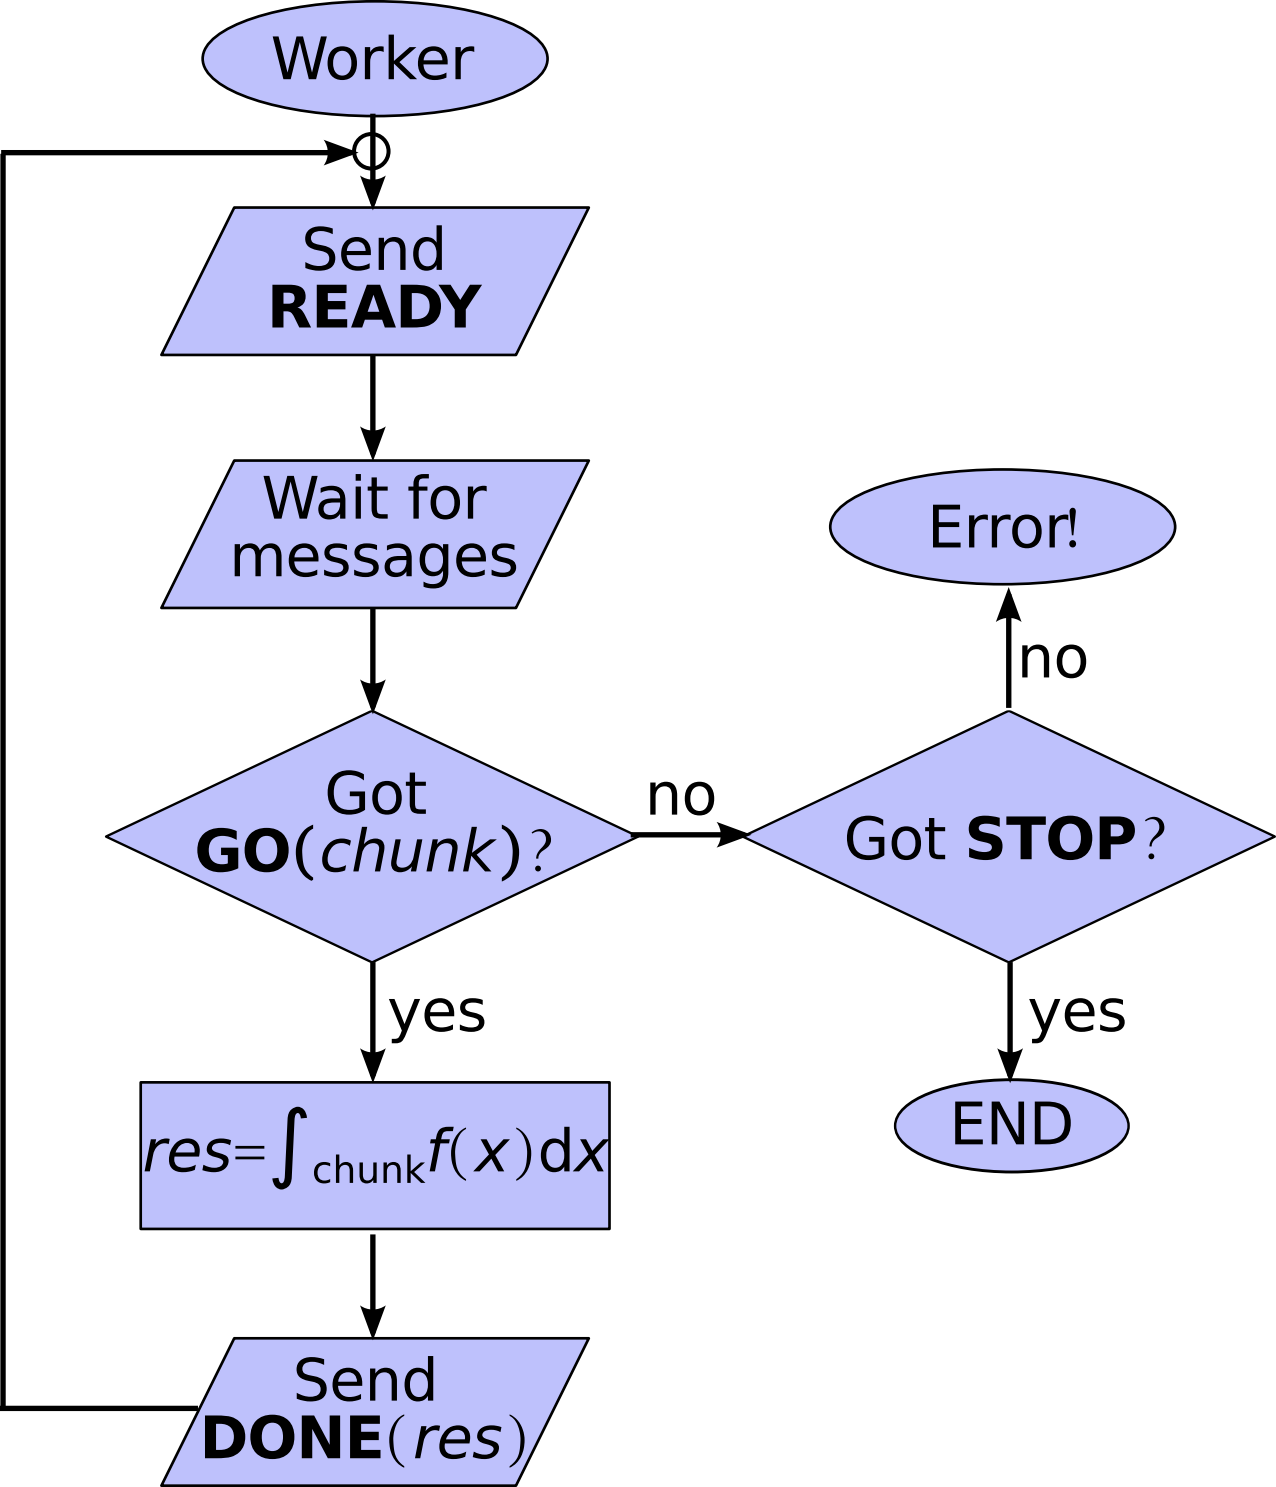 Worker
Send
READY
Wait for
messages
Error!
no
Got
GO(chunk)?
no
Got STOP?
yes
yes
res=∫chunk f(x)dx
END
Send
DONE(res)